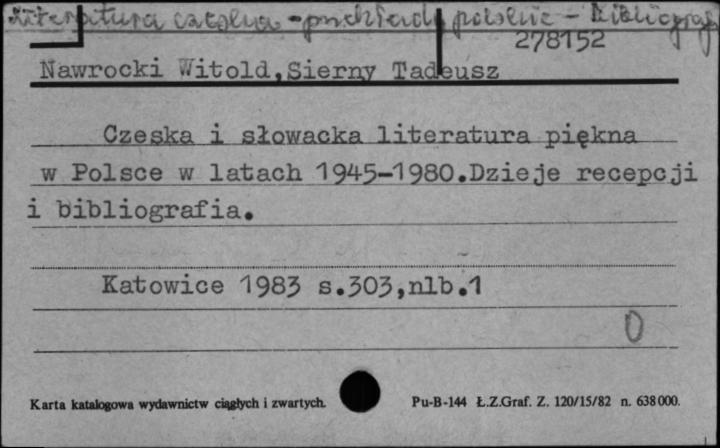 Literatura czeska - przekłady polskie - Bibliografia
278152
Nawrocki Witold,Sierny Tadeusz
Czeska i słowacka literatura piękna
w Polsce w latach 1945-1980.Dzieje recepcji
i bibliografia.
Katowice 1983 s.303,nlb.1
0
Karta katalogowa wydawnictw ciągłych i zwartych.
Pu-B-144 Ł.Z.Graf. Z. 120/15/82 n. 638000.